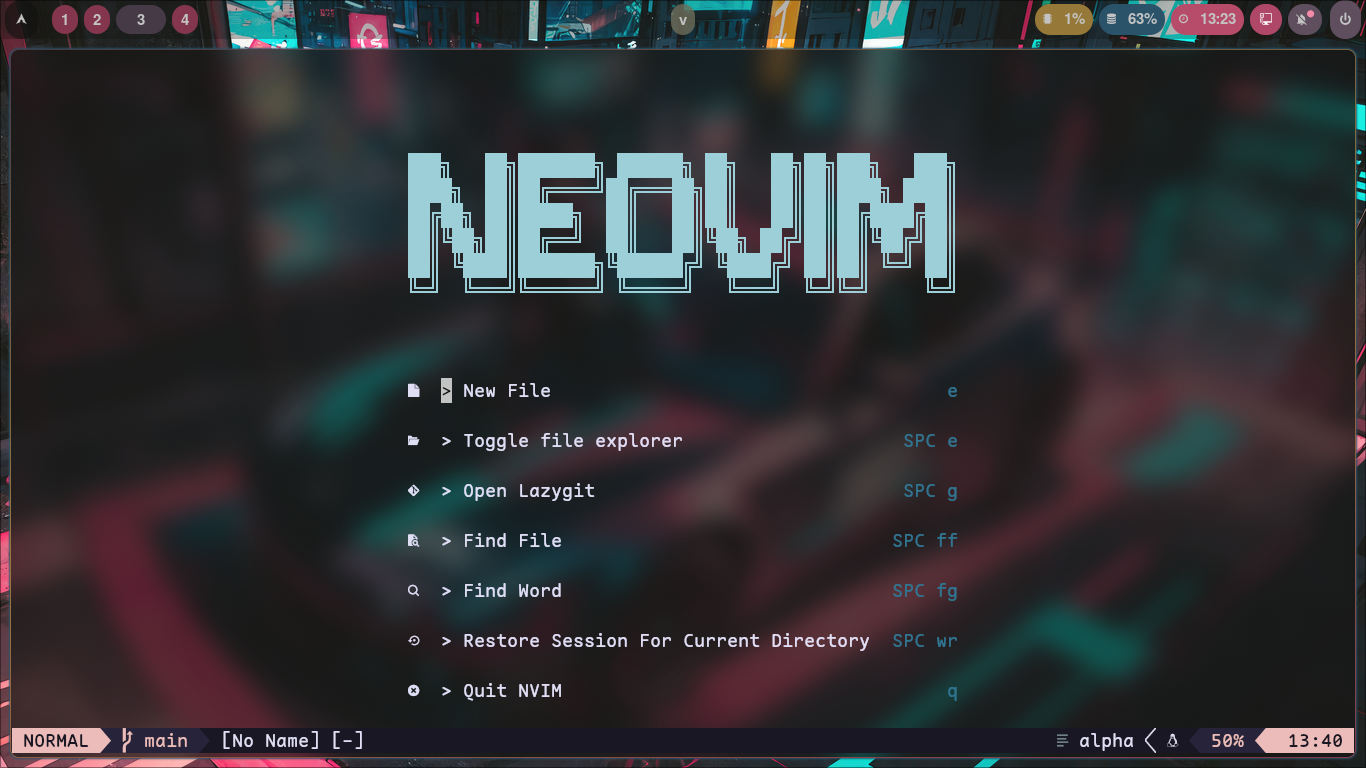 1 2 3 4 v 1% 63% 13:23
NEOVIM
> New File e
> Toggle file explorer SPC e
> Open Lazygit SPC g
> Find File SPC ff
> Find Word SPC fg
> Restore Session For Current Directory SPC wr
> Quit NVIM q
NORMAL main [No Name] [-] alpha 50% 13:40